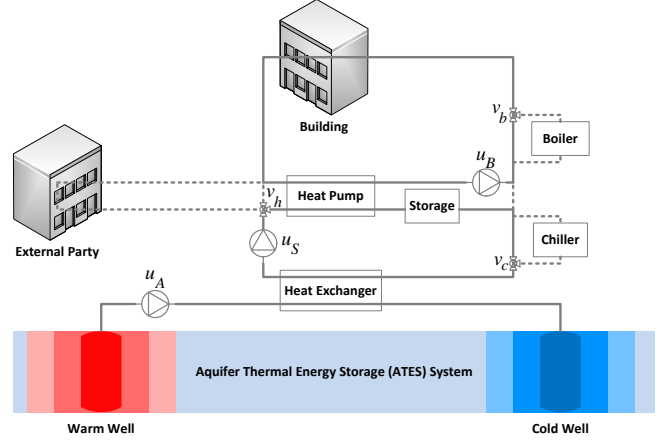 Building
v_b
Boiler
u_B
Heat Pump
Storage
v_h
External Party
u_S
Chiller
v_c
Heat Exchanger
u_A
Aquifer Thermal Energy Storage (ATES) System
Warm Well
Cold Well